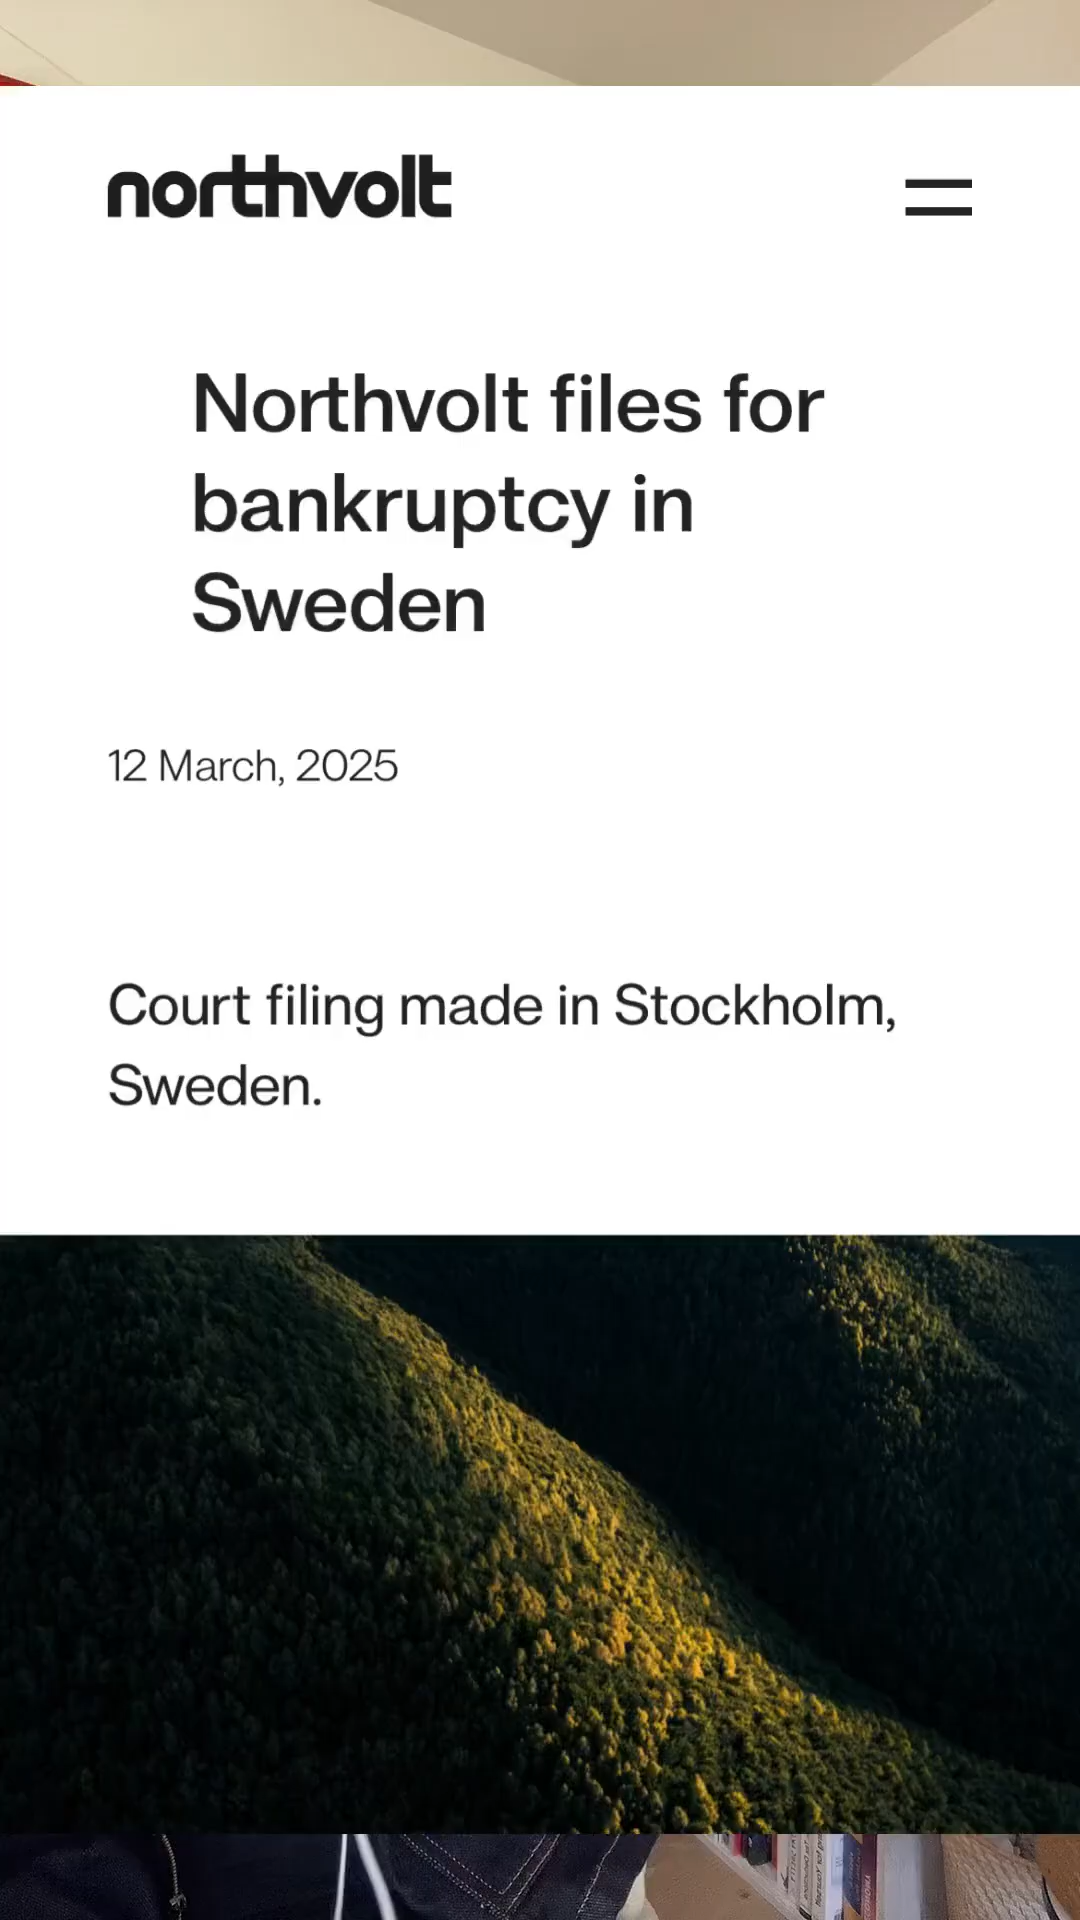 northvolt
Northvolt files for
bankruptcy in
Sweden
12 March, 2025
Court filing made in Stockholm,
Sweden.